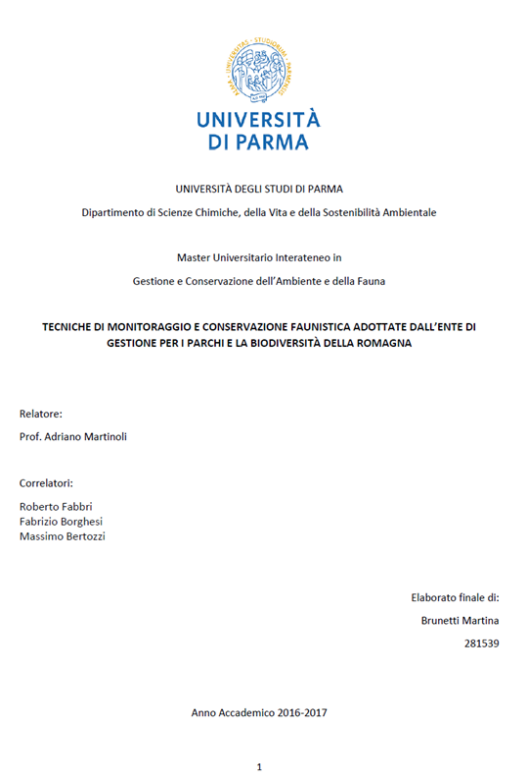 UNIVERSITÀ
DI PARMA
UNIVERSITÀ DEGLI STUDI DI PARMA
Dipartimento di Scienze Chimiche, della Vita e della Sostenibilità Ambientale
Master Universitario Interateneo in
Gestione e Conservazione dell'Ambiente e della Fauna
TECNICHE DI MONITORAGGIO E CONSERVAZIONE FAUNISTICA ADOTTATE DALL'ENTE DI
GESTIONE PER I PARCHI E LA BIODIVERSITÀ DELLA ROMAGNA
Relatore:
Prof. Adriano Martinoli
Correlatori:
Roberto Fabbri
Fabrizio Borghesi
Massimo Bertozzi
Elaborato finale di:
Brunetti Martina
281539
Anno Accademico 2016-2017
1